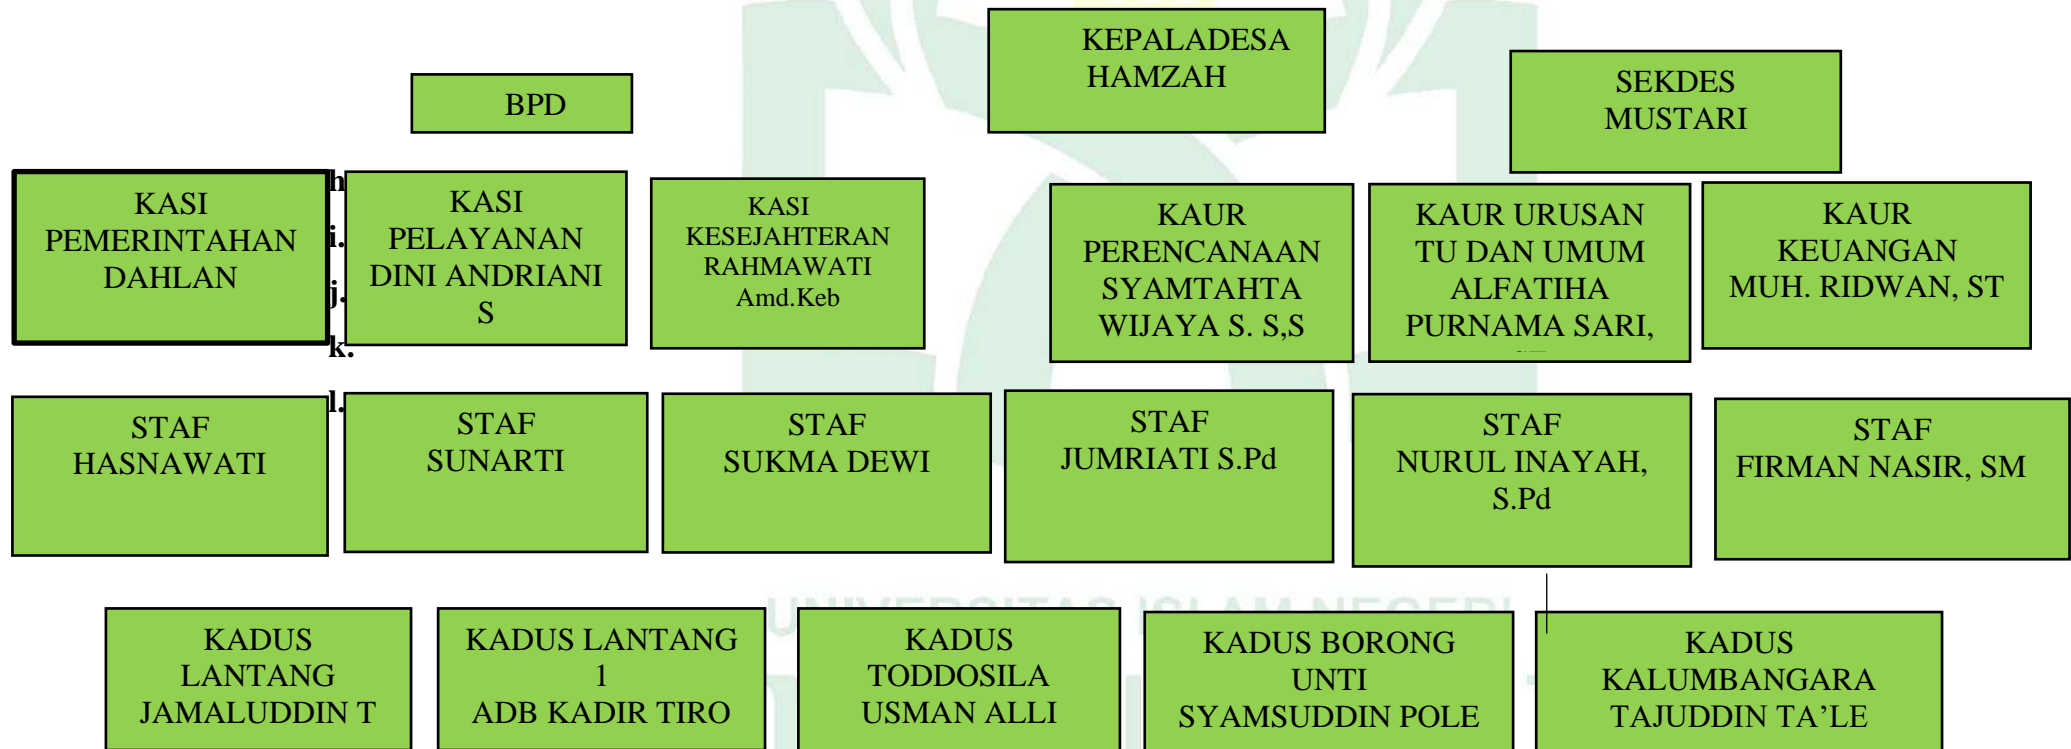 KEPALADESA
HAMZAH
SEKDES
MUSTARI
BPD
KASI
PEMERINTAHAN
DAHLAN
h
i.
j.
k.
l.
KASI
PELAYANAN
DINI ANDRIANI
S
KASI
KESEJAHTERAN
RAHMAWATI
Amd.Keb
KAUR
PERENCANAAN
SYAMTAHTA
WIJAYA S. S,S
KAUR URUSAN
TU DAN UMUM
ALFATIHA
PURNAMA SARI,
KAUR
KEUANGAN
MUH. RIDWAN, ST
STAF
HASNAWATI
STAF
SUNARTI
STAF
SUKMA DEWI
STAF
JUMRIATI S.Pd
STAF
NURUL INAYAH,
S.Pd
STAF
FIRMAN NASIR, SM
UNIVERSITAS ISLAM NEGERI
KADUS
LANTANG
JAMALUDDIN T
KADUS LANTANG
1
ADB KADIR TIRO
KADUS
TODDOSILA
USMAN ALLI
KADUS BORONG
UNTI
SYAMSUDDIN POLE
KADUS
KALUMBANGARA
TAJUDDIN TA’LE